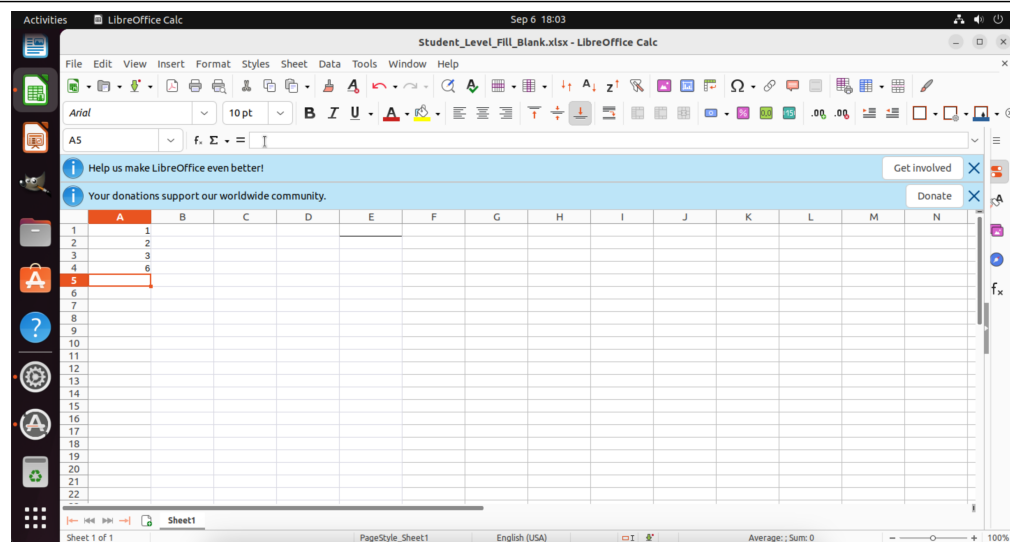 Activities LibreOffice Calc Sep 6 18:03
Student_Level_Fill_Blank.xlsx - LibreOffice Calc
File Edit View Insert Format Styles Sheet Data Tools Window Help
Arial 10 pt
A5
Help us make LibreOffice even better! Get involved
Your donations support our worldwide community. Donate
A B C D E F G H I J K L M N
1 1
2 2
3 3
4 6
5
6
7
8
9
10
11
12
13
14
15
16
17
18
19
20
21
22
Sheet1
Sheet 1 of 1 PageStyle_Sheet1 English (USA) Average: ; Sum: 0 100%